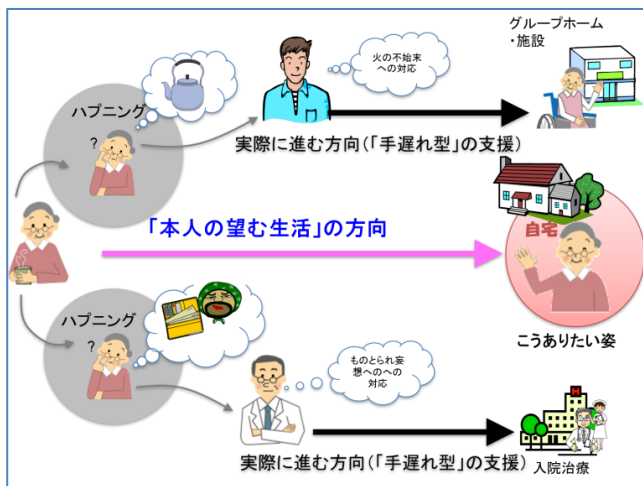 グループホーム
・施設
火の不始末
への対応
ハプニング
?
実際に進む方向(「手遅れ型」の支援)
「本人の望む生活」の方向
自宅
こうありたい姿
ハプニング
?
ものとられ妄
想へのへの
対応
H
実際に進む方向(「手遅れ型」の支援)
入院治療